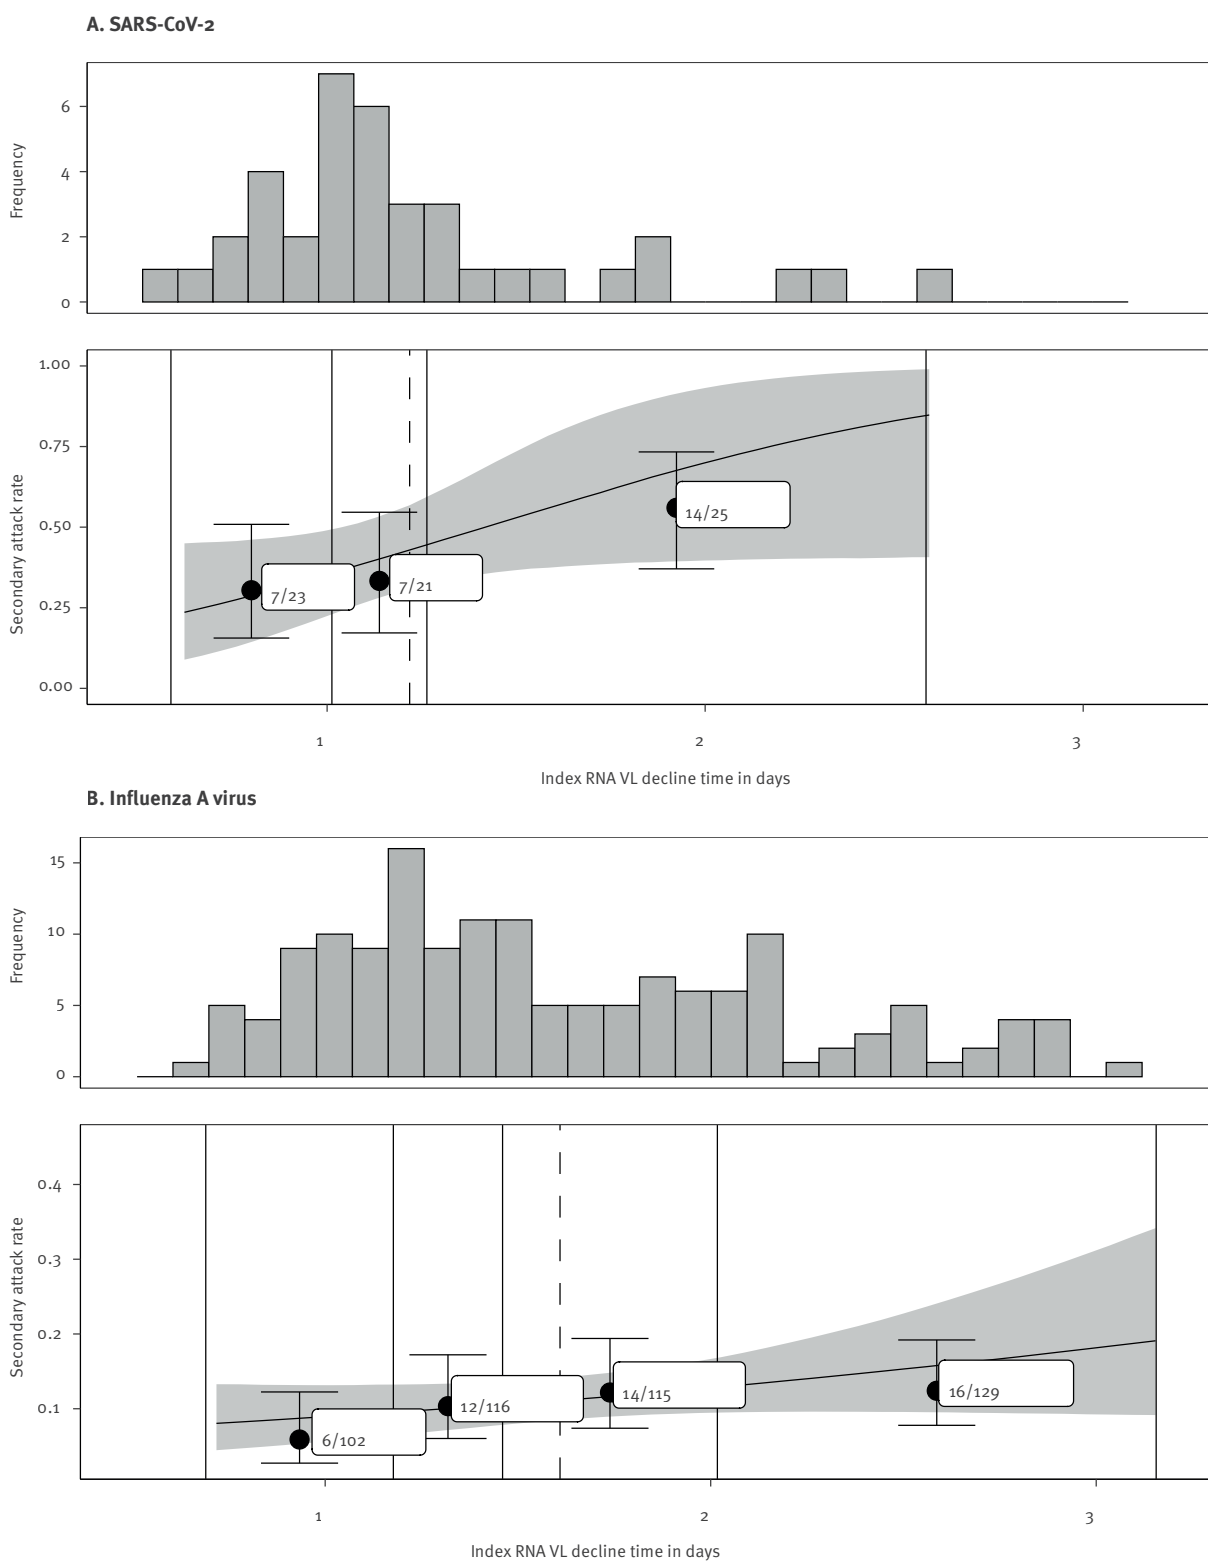 A. SARS-CoV-2
Frequency
6
4
2
0
Secondary attack rate
1.00
0.75
0.50
0.25
0.00
7/23
7/21
14/25
1 2 3
Index RNA VL decline time in days
B. Influenza A virus
Frequency
15
10
5
0
Secondary attack rate
0.4
0.3
0.2
0.1
6/102
12/116
14/115
16/129
1 2 3
Index RNA VL decline time in days